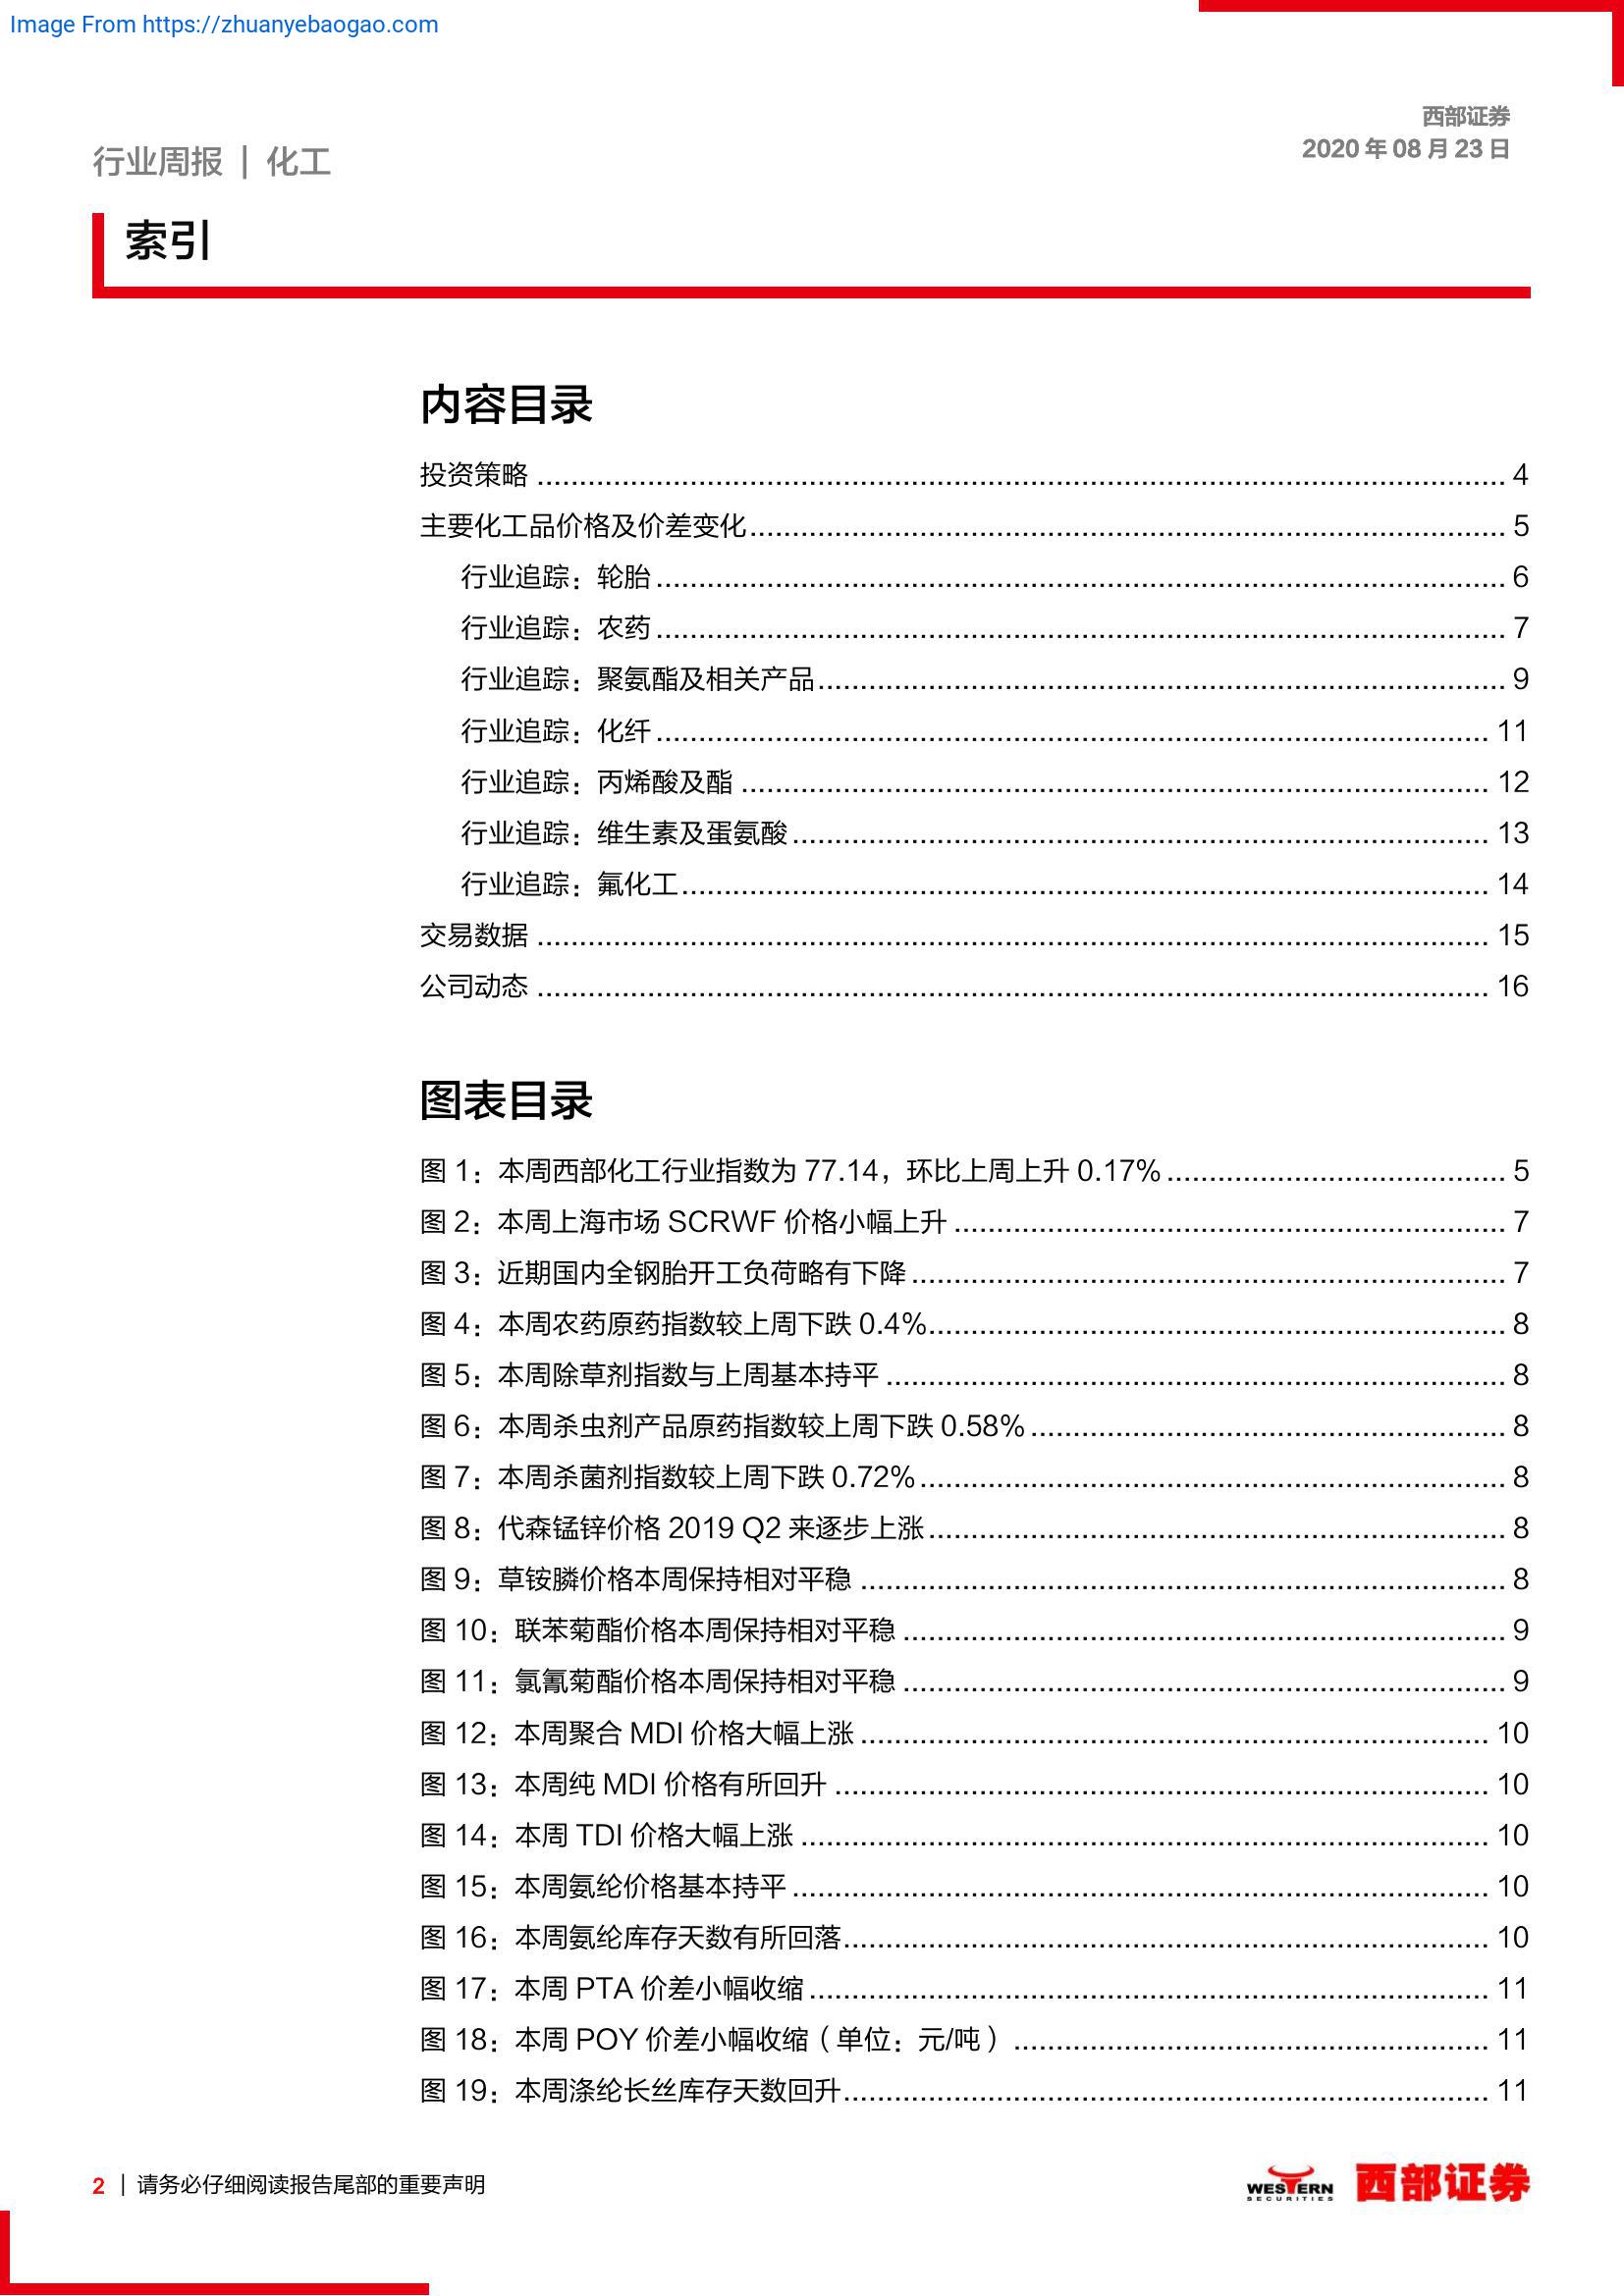 Image From https://zhuanyebaogao.com
西部证券
2020 年 08 月 23 日
行业周报 | 化工
索引
内容目录
投资策略 .......... 4
主要化工品价格及价差变化 .......... 5
行业追踪：轮胎 .......... 6
行业追踪：农药 .......... 7
行业追踪：聚氨酯及相关产品 .......... 9
行业追踪：化纤 .......... 11
行业追踪：丙烯酸及酯 .......... 12
行业追踪：维生素及蛋氨酸 .......... 13
行业追踪：氟化工 .......... 14
交易数据 .......... 15
公司动态 .......... 16
图表目录
图 1：本周西部化工行业指数为 77.14，环比上周上升 0.17% .......... 5
图 2：本周上海市场 SCRWF 价格小幅上升 .......... 7
图 3：近期国内全钢胎开工负荷略有下降 .......... 7
图 4：本周农药原药指数较上周下跌 0.4% .......... 8
图 5：本周除草剂指数与上周基本持平 .......... 8
图 6：本周杀虫剂产品原药指数较上周下跌 0.58% .......... 8
图 7：本周杀菌剂指数较上周下跌 0.72% .......... 8
图 8：代森锰锌价格 2019 Q2 来逐步上涨 .......... 8
图 9：草铵膦价格本周保持相对平稳 .......... 8
图 10：联苯菊酯价格本周保持相对平稳 .......... 9
图 11：氯氰菊酯价格本周保持相对平稳 .......... 9
图 12：本周聚合 MDI 价格大幅上涨 .......... 10
图 13：本周纯 MDI 价格有所回升 .......... 10
图 14：本周 TDI 价格大幅上涨 .......... 10
图 15：本周氨纶价格基本持平 .......... 10
图 16：本周氨纶库存天数有所回落 .......... 10
图 17：本周 PTA 价差小幅收缩 .......... 11
图 18：本周 POY 价差小幅收缩（单位：元/吨） .......... 11
图 19：本周涤纶长丝库存天数回升 .......... 11
2 | 请务必仔细阅读报告尾部的重要声明
WESTERN
SECURITIES
西部证券